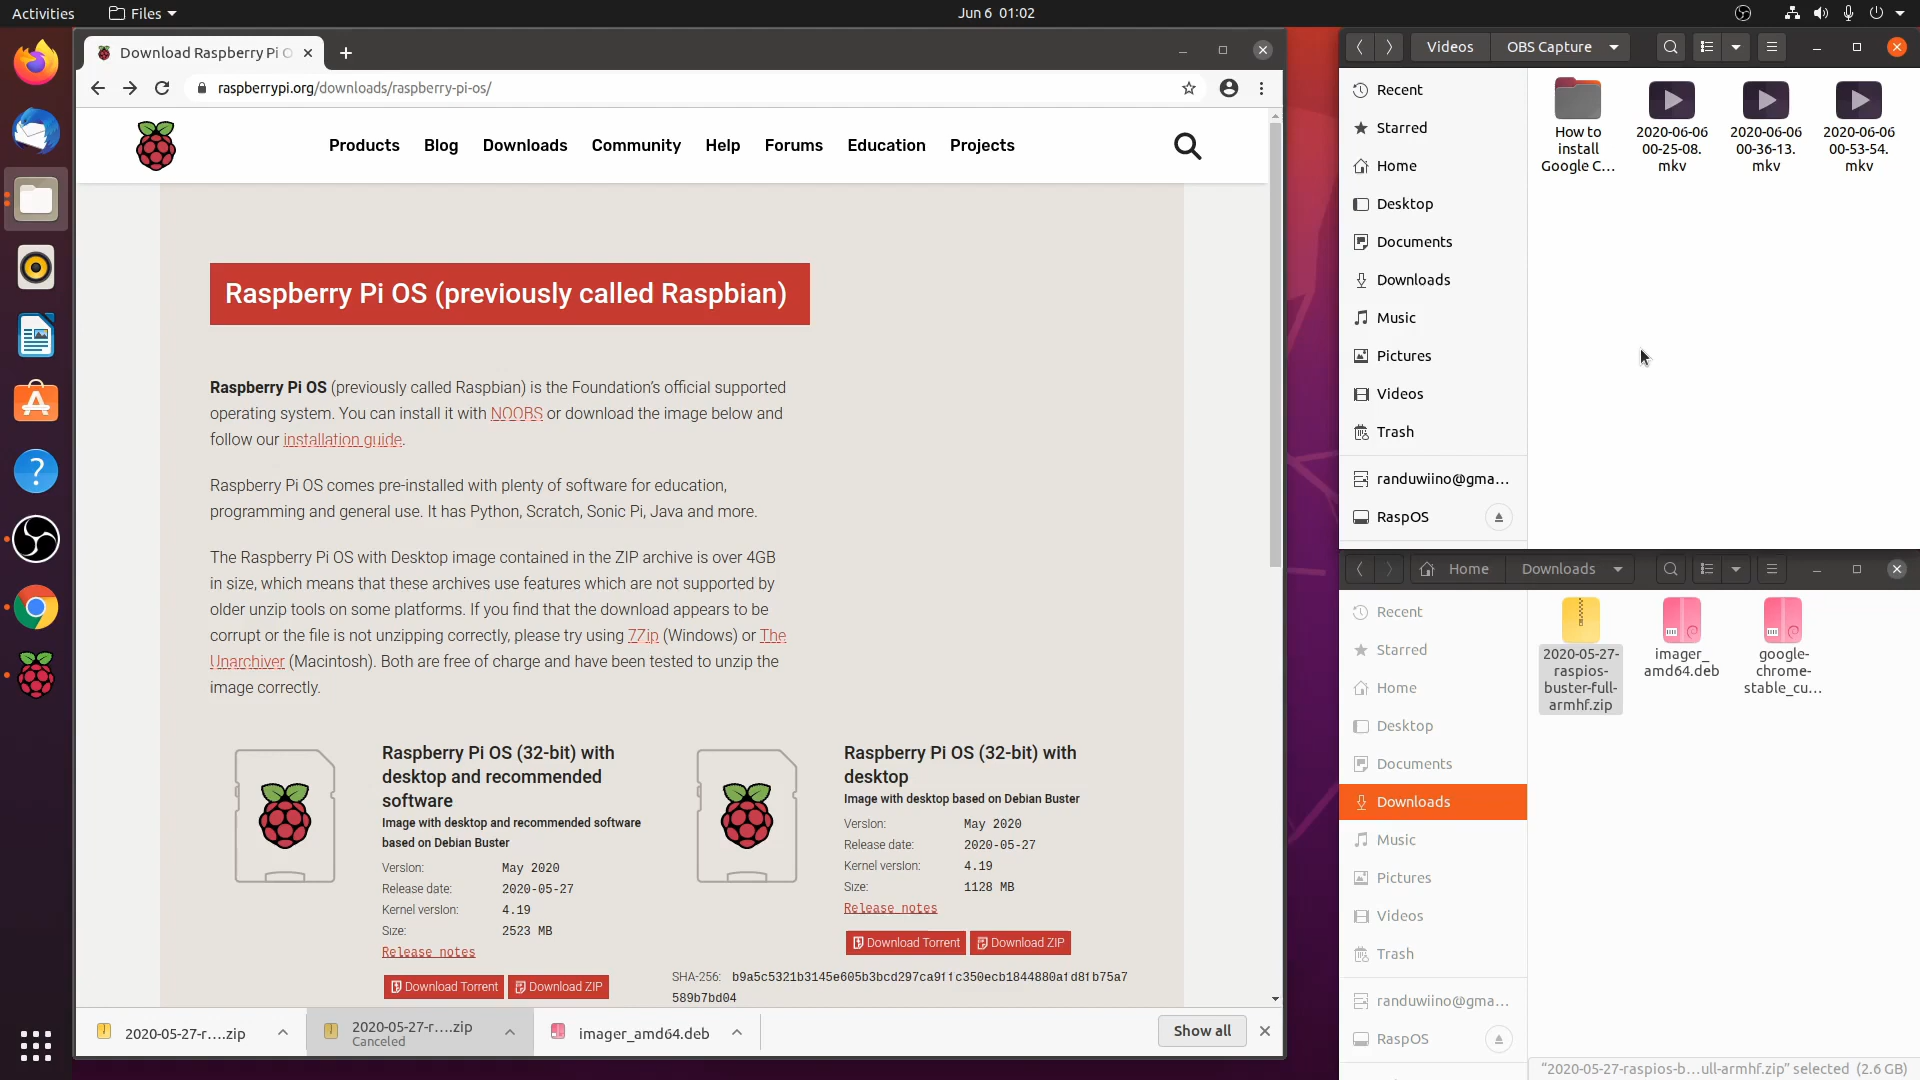 Activities
Files
Jun 6 01:02
Download Raspberry Pi O
raspberrypi.org/downloads/raspberry-pi-os/
Products
Blog
Downloads
Community
Help
Forums
Education
Projects
Raspberry Pi OS (previously called Raspbian)
Raspberry Pi OS (previously called Raspbian) is the Foundation's official supported
operating system. You can install it with NOOBS or download the image below and
follow our installation guide.
Raspberry Pi OS comes pre-installed with plenty of software for education,
programming and general use. It has Python, Scratch, Sonic Pi, Java and more.
The Raspberry Pi OS with Desktop image contained in the ZIP archive is over 4GB
in size, which means that these archives use features which are not supported by
older unzip tools on some platforms. If you find that the download appears to be
corrupt or the file is not unzipping correctly, please try using 7Zip (Windows) or The
Unarchiver (Macintosh). Both are free of charge and have been tested to unzip the
image correctly.
Raspberry Pi OS (32-bit) with
desktop and recommended
software
Image with desktop and recommended software
based on Debian Buster
Version: May 2020
Release date: 2020-05-27
Kernel version: 4.19
Size: 2523 MB
Release notes
Download Torrent
Download ZIP
Raspberry Pi OS (32-bit) with
desktop
Image with desktop based on Debian Buster
Version: May 2020
Release date: 2020-05-27
Kernel version: 4.19
Size: 1128 MB
Release notes
Download Torrent
Download ZIP
SHA-256: b9a5c5321b3145e605b3bcd297ca9ffc350ecb1844880afd8fb75a7
589b7bd04
2020-05-27-r....zip
2020-05-27-r....zip
Canceled
imager_amd64.deb
Show all
Videos
OBS Capture
Recent
Starred
Home
Desktop
Documents
Downloads
Music
Pictures
Videos
Trash
randuwiino@gma...
RaspOS
How to
install
Google C...
2020-06-06
00-25-08.
mkv
2020-06-06
00-36-13.
mkv
2020-06-06
00-53-54.
mkv
Home
Downloads
Recent
Starred
Home
Desktop
Documents
Downloads
Music
Pictures
Videos
Trash
randuwiino@gma...
RaspOS
2020-05-27-
raspios-
buster-full-
armhf.zip
imager_
amd64.deb
google-
chrome-
stable_cu...
"2020-05-27-raspios-b...ull-armhf.zip" selected (2.6 GB)